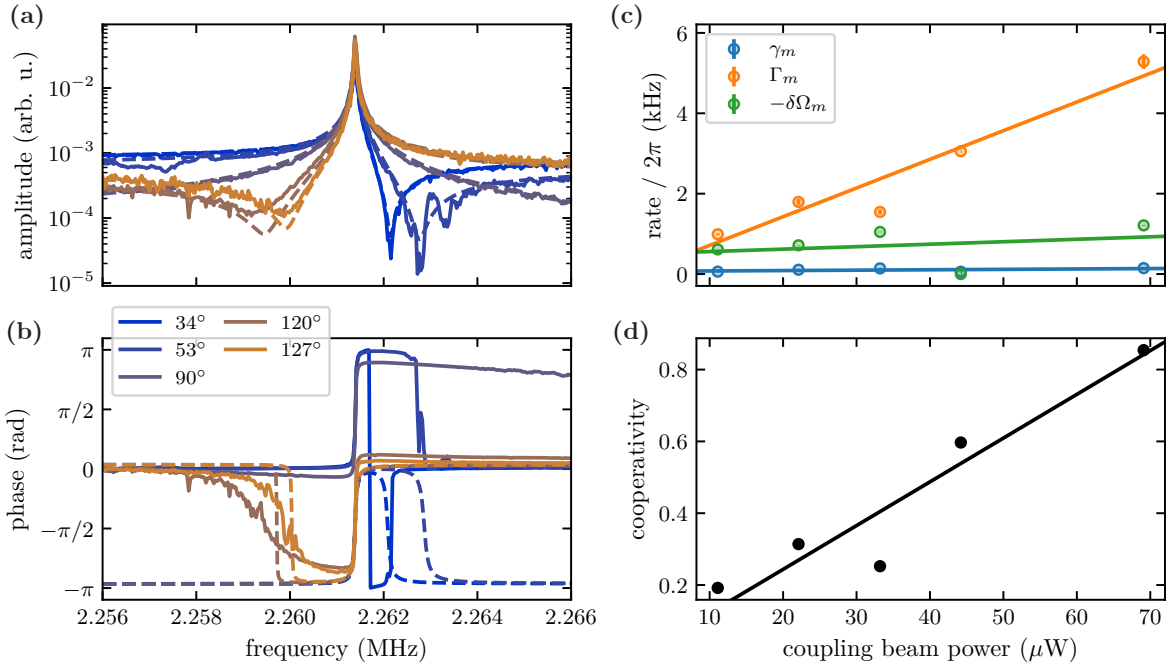 (a)
amplitude (arb. u.)
10⁻²
10⁻³
10⁻⁴
10⁻⁵
(b)
34° 120°
53° 127°
90°
phase (rad)
π
π/2
0
−π/2
−π
2.256 2.258 2.260 2.262 2.264 2.266
frequency (MHz)
(c)
γₘ
Γₘ
−δΩₘ
rate / 2π (kHz)
6
4
2
0
(d)
cooperativity
0.8
0.6
0.4
0.2
10 20 30 40 50 60 70
coupling beam power (μW)